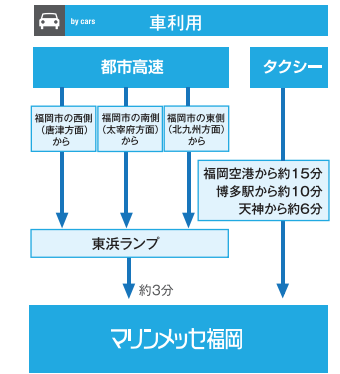 by cars
車利用
都市高速
タクシー
福岡市の西側
(唐津方面)
から
福岡市の南側
(太宰府方面)
から
福岡市の東側
(北九州方面)
から
福岡空港から約15分
博多駅から約10分
天神から約6分
東浜ランプ
約3分
マリンメッセ福岡